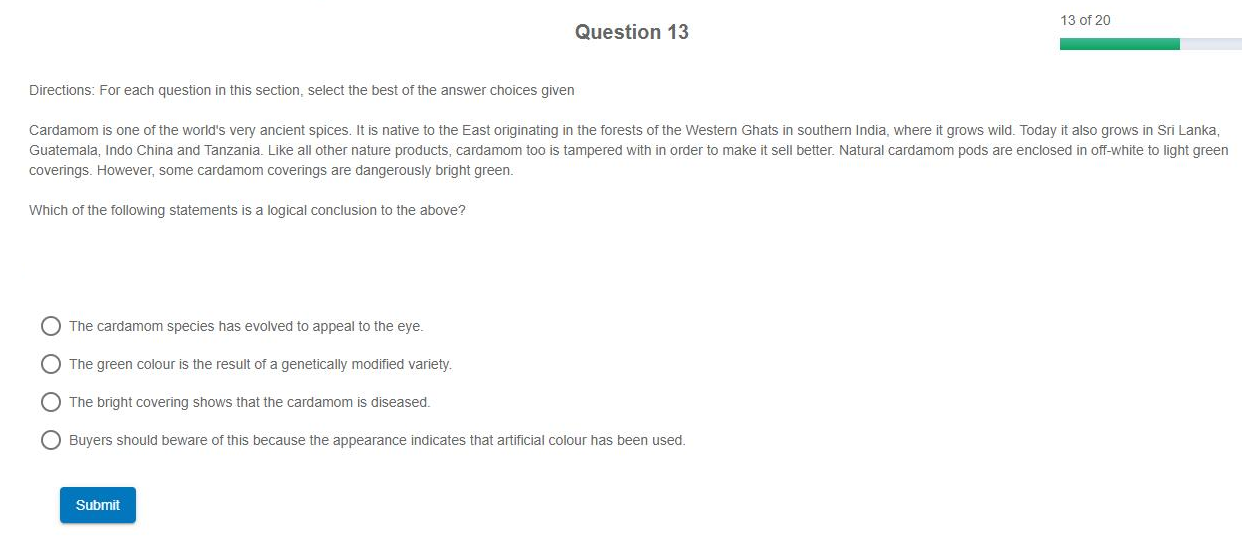 Question 13
13 of 20
Directions: For each question in this section, select the best of the answer choices given
Cardamom is one of the world's very ancient spices. It is native to the East originating in the forests of the Western Ghats in southern India, where it grows wild. Today it also grows in Sri Lanka,
Guatemala, Indo China and Tanzania. Like all other nature products, cardamom too is tampered with in order to make it sell better. Natural cardamom pods are enclosed in off-white to light green
coverings. However, some cardamom coverings are dangerously bright green.
Which of the following statements is a logical conclusion to the above?
The cardamom species has evolved to appeal to the eye.
The green colour is the result of a genetically modified variety.
The bright covering shows that the cardamom is diseased.
Buyers should beware of this because the appearance indicates that artificial colour has been used.
Submit